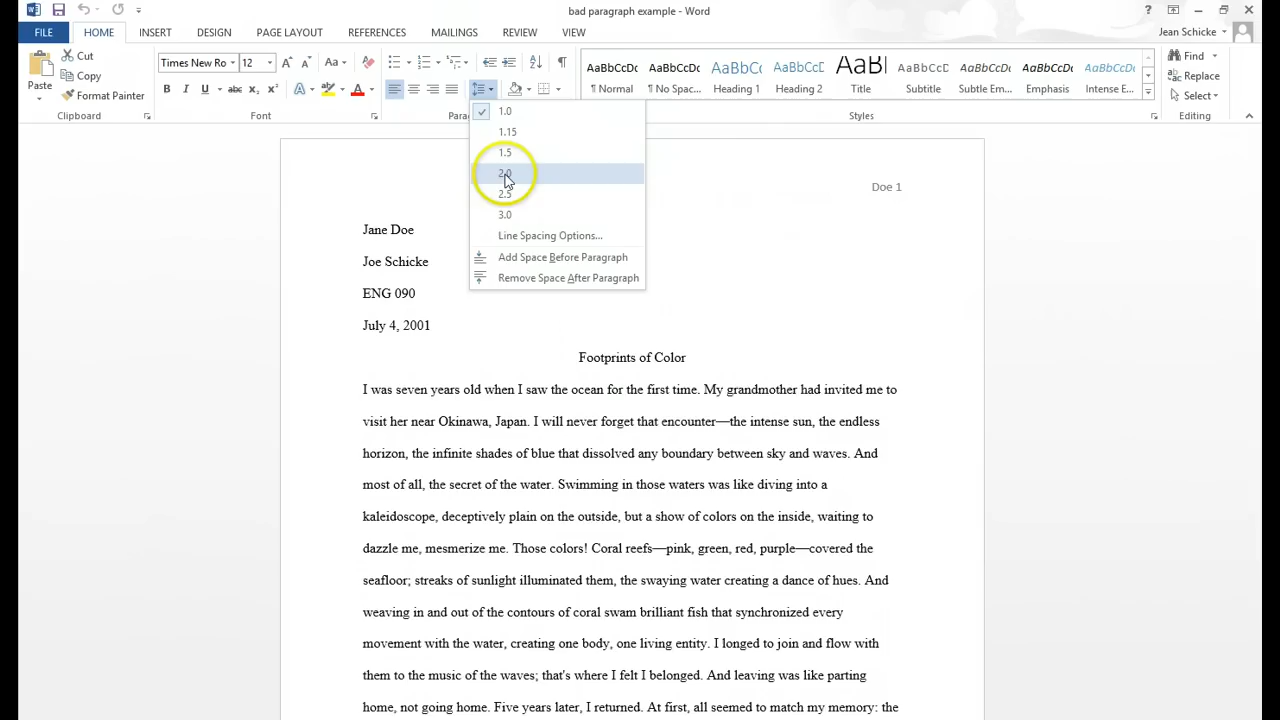 bad paragraph example - Word
FILE HOME INSERT DESIGN PAGE LAYOUT REFERENCES MAILINGS REVIEW VIEW Jean Schicke
Paste
Cut
Copy
Format Painter
Clipboard
Times New Ro 12
Font
AaBbCcDc AaBbCcDc AaBbCc AaBbCcD AaBI AaBbCcD AaBbCcDc AaBbCcDc AaBbCcDc
¶ Normal ¶ No Spac... Heading 1 Heading 2 Title Subtitle Subtle Em... Emphasis Intense E...
Styles
Find
Replace
Select
Editing
1.0
1.15
1.5
2.0
2.5
3.0
Line Spacing Options...
Add Space Before Paragraph
Remove Space After Paragraph
Doe 1
Jane Doe
Joe Schicke
ENG 090
July 4, 2001
Footprints of Color
I was seven years old when I saw the ocean for the first time. My grandmother had invited me to
visit her near Okinawa, Japan. I will never forget that encounter—the intense sun, the endless
horizon, the infinite shades of blue that dissolved any boundary between sky and waves. And
most of all, the secret of the water. Swimming in those waters was like diving into a
kaleidoscope, deceptively plain on the outside, but a show of colors on the inside, waiting to
dazzle me, mesmerize me. Those colors! Coral reefs—pink, green, red, purple—covered the
seafloor; streaks of sunlight illuminated them, the swaying water creating a dance of hues. And
weaving in and out of the contours of coral swam brilliant fish that synchronized every
movement with the water, creating one body, one living entity. I longed to join and flow with
them to the music of the waves; that's where I felt I belonged. And leaving was like parting
home, not going home. Five years later, I returned. At first, all seemed to match my memory: the